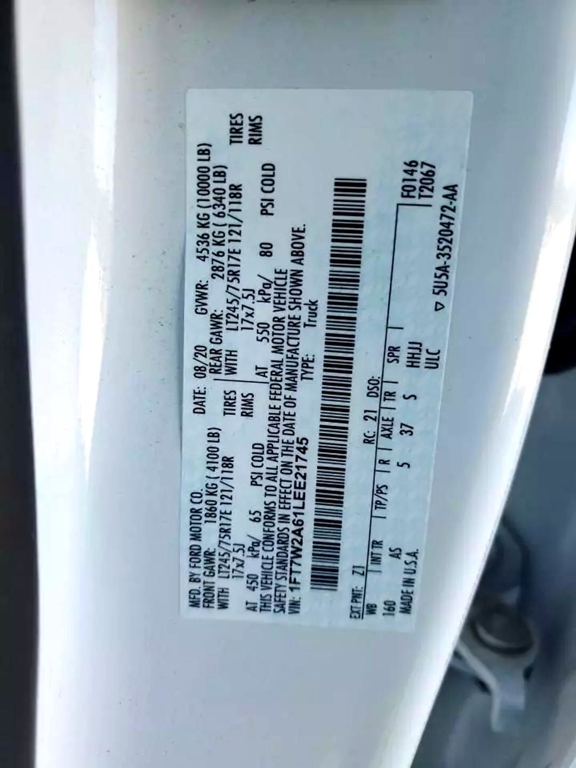 MFD. BY FORD MOTOR CO.
DATE: 08/20 GVWR: 4536 KG (10000 LB)
FRONT GAWR: 1860 KG ( 4100 LB) REAR GAWR: 2876 KG ( 6340 LB)
WITH LT245/75R17E 121/118R TIRES WITH LT245/75R17E 121/118R TIRES
17x7.5J RIMS 17x7.5J RIMS
AT 450 kPa/ 65 PSI COLD AT 550 kPa/ 80 PSI COLD
THIS VEHICLE CONFORMS TO ALL APPLICABLE FEDERAL MOTOR VEHICLE
SAFETY STANDARDS IN EFFECT ON THE DATE OF MANUFACTURE SHOWN ABOVE.
VIN: 1FT7W2A61LEE21745 TYPE: Truck
EXT PNT: Z1 RC: 21 DSO:
WB INT TR TP/PS R AXLE TR SPR F0146
160 AS 5 37 S HHJJ T2067
MADE IN U.S.A. ULC
▽ 5U5A-3520472-AA